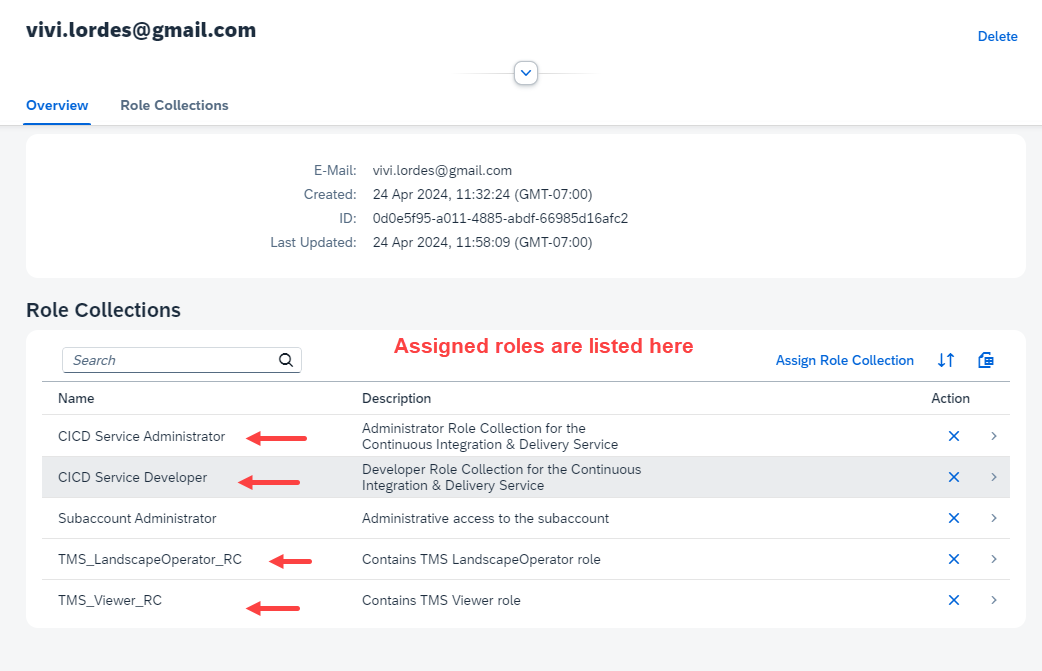 vivi.lordes@gmail.com
Delete
Overview Role Collections
E-Mail: vivi.lordes@gmail.com
Created: 24 Apr 2024, 11:32:24 (GMT-07:00)
ID: 0d0e5f95-a011-4885-abdf-66985d16afc2
Last Updated: 24 Apr 2024, 11:58:09 (GMT-07:00)
Role Collections
Assigned roles are listed here
Search
Assign Role Collection
Name Description Action
CICD Service Administrator
Administrator Role Collection for the
Continuous Integration & Delivery Service
CICD Service Developer
Developer Role Collection for the Continuous
Integration & Delivery Service
Subaccount Administrator Administrative access to the subaccount
TMS_LandscapeOperator_RC Contains TMS LandscapeOperator role
TMS_Viewer_RC Contains TMS Viewer role